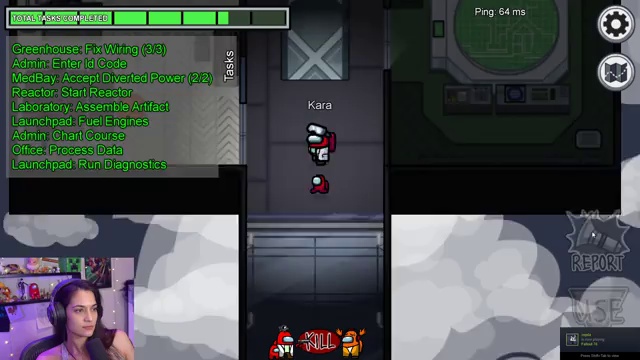 TOTAL TASKS COMPLETED
Ping: 64 ms
Greenhouse: Fix Wiring (3/3)
Admin: Enter Id Code
MedBay: Accept Diverted Power (2/2)
Reactor: Start Reactor
Laboratory: Assemble Artifact
Launchpad: Fuel Engines
Admin: Chart Course
Office: Process Data
Launchpad: Run Diagnostics
Tasks
Kara
REPORT
USE
KILL